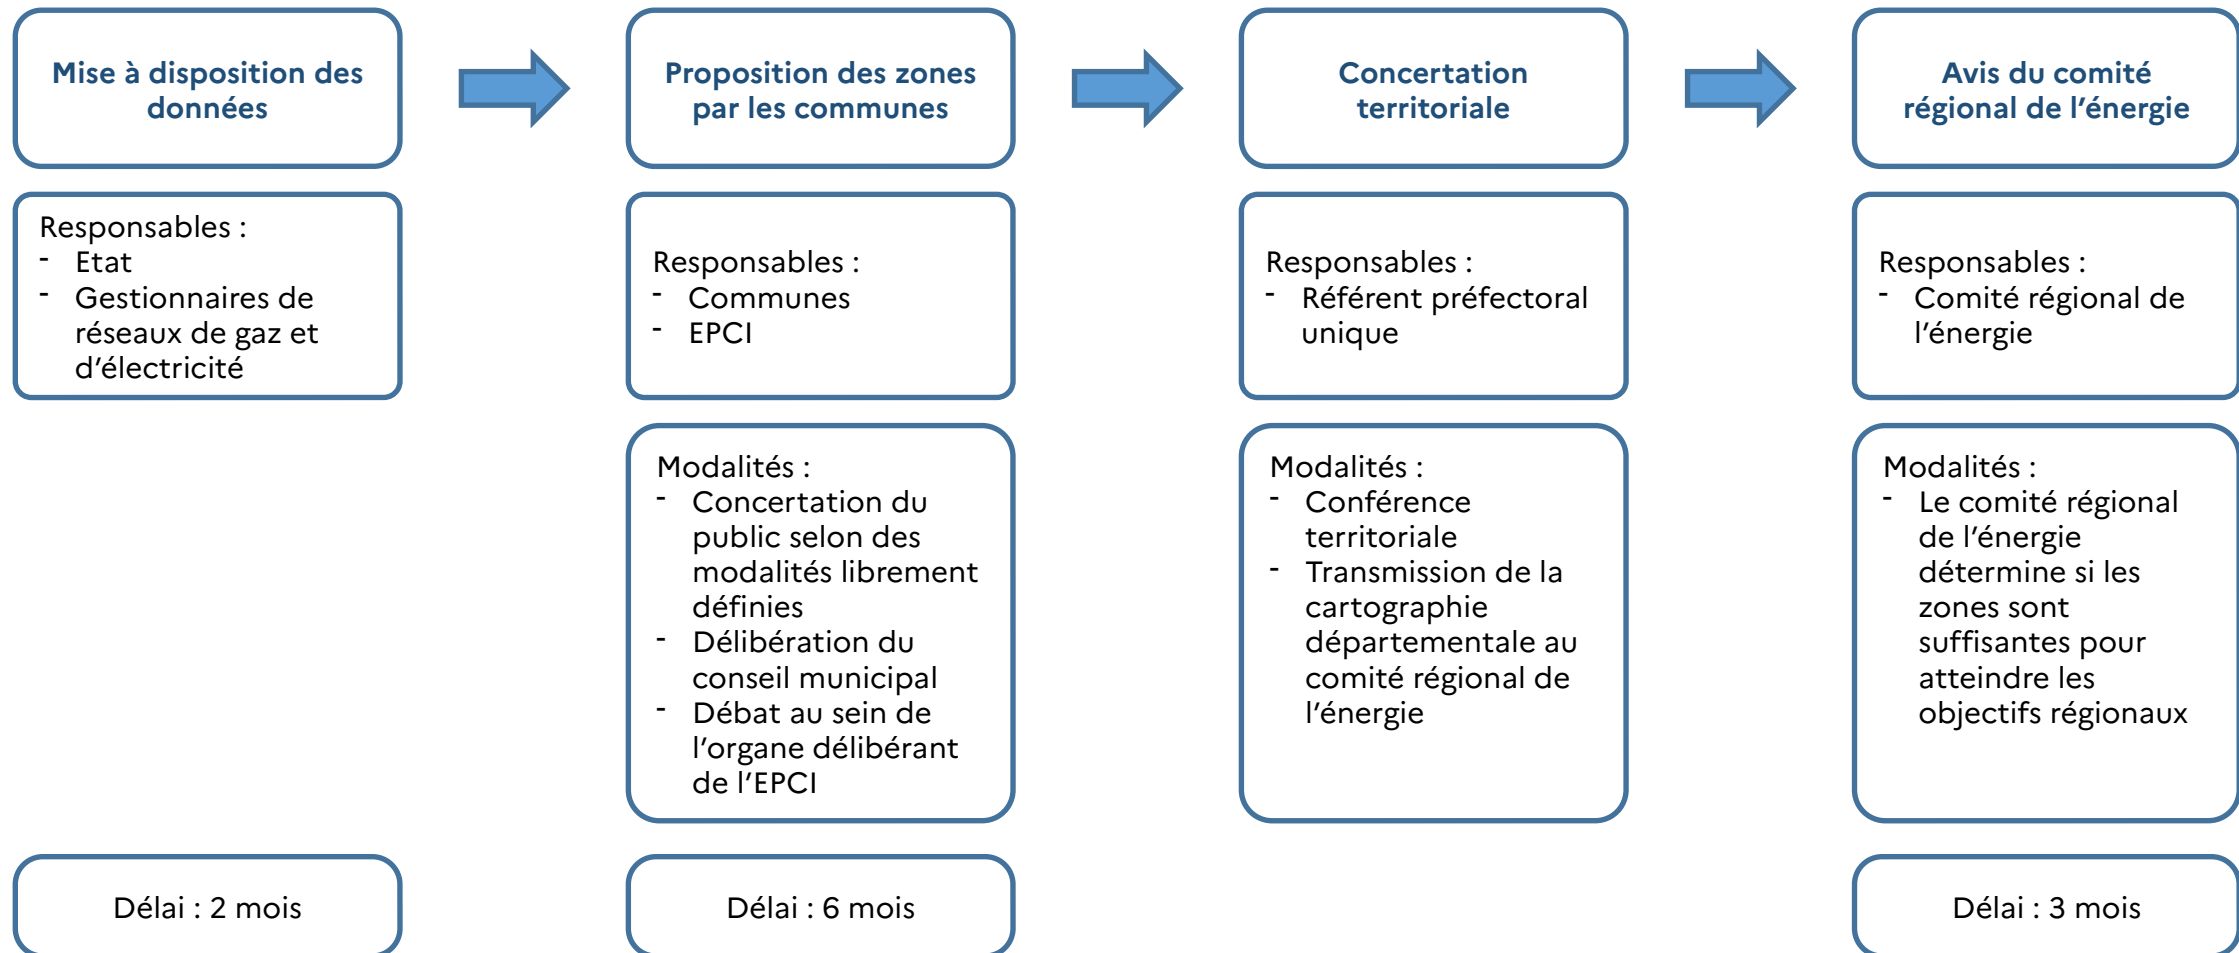 Mise à disposition des
données
Proposition des zones
par les communes
Concertation
territoriale
Avis du comité
régional de l’énergie
Responsables :
- Etat
- Gestionnaires de
réseaux de gaz et
d’électricité
Responsables :
- Communes
- EPCI
Responsables :
- Référent préfectoral
unique
Responsables :
- Comité régional de
l’énergie
Modalités :
- Concertation du
public selon des
modalités librement
définies
- Délibération du
conseil municipal
- Débat au sein de
l’organe délibérant
de l’EPCI
Modalités :
- Conférence
territoriale
- Transmission de la
cartographie
départementale au
comité régional de
l’énergie
Modalités :
- Le comité régional
de l’énergie
détermine si les
zones sont
suffisantes pour
atteindre les
objectifs régionaux
Délai : 2 mois
Délai : 6 mois
Délai : 3 mois